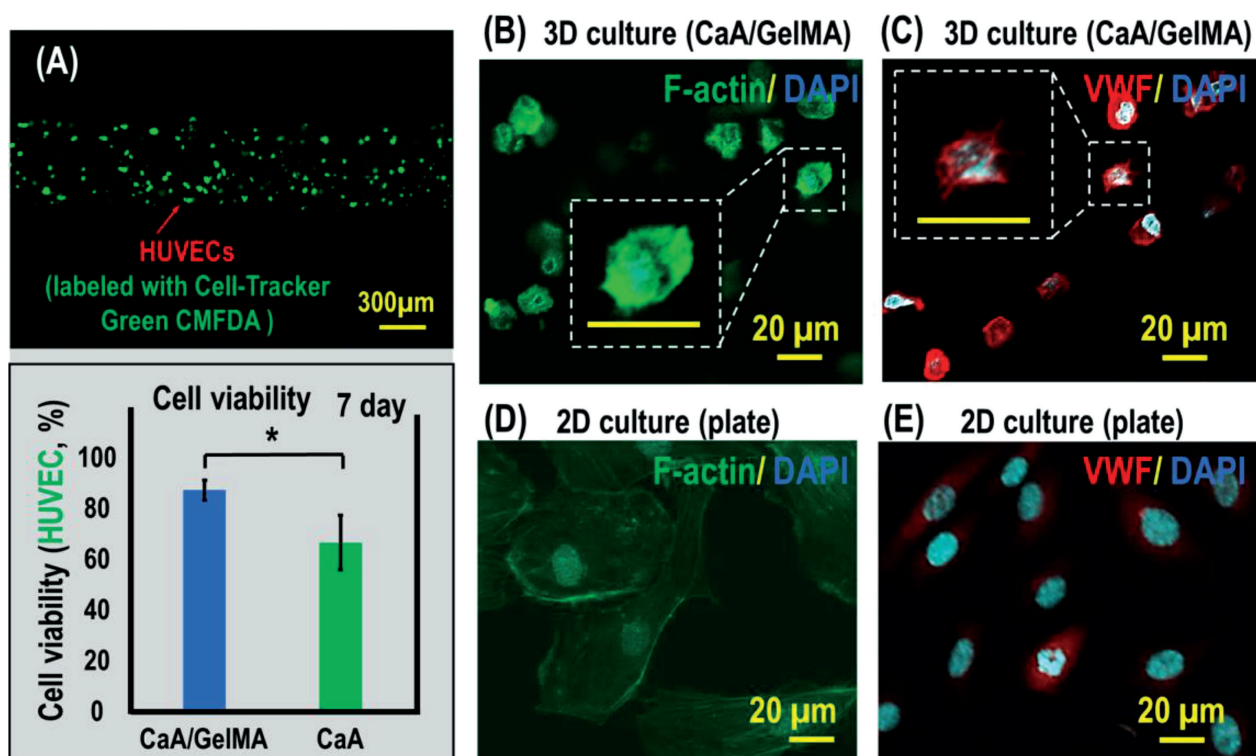 (A)
HUVECs
(labeled with Cell-Tracker
Green CMFDA )
300µm
Cell viability 7 day
*
Cell viability (HUVEC, %)
100
80
60
40
20
0
CaA/GelMA CaA
(B) 3D culture (CaA/GelMA)
F-actin/ DAPI
20 µm
(C) 3D culture (CaA/GelMA)
VWF/ DAPI
20 µm
(D) 2D culture (plate)
F-actin/ DAPI
20 µm
(E) 2D culture (plate)
VWF/ DAPI
20 µm